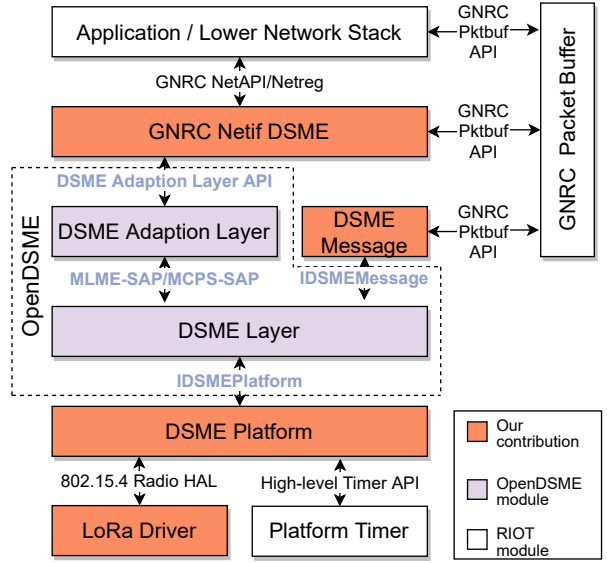 Application / Lower Network Stack
GNRC
Pktbuf
API
GNRC Packet Buffer
GNRC NetAPI/Netreg
GNRC Netif DSME
GNRC
Pktbuf
API
OpenDSME
DSME Adaption Layer API
DSME Adaption Layer
DSME
Message
GNRC
Pktbuf
API
MLME-SAP/MCPS-SAP
IDSMEMessage
DSME Layer
IDSMEPlatform
DSME Platform
802.15.4 Radio HAL
High-level Timer API
LoRa Driver
Platform Timer
Our
contribution
OpenDSME
module
RIOT
module